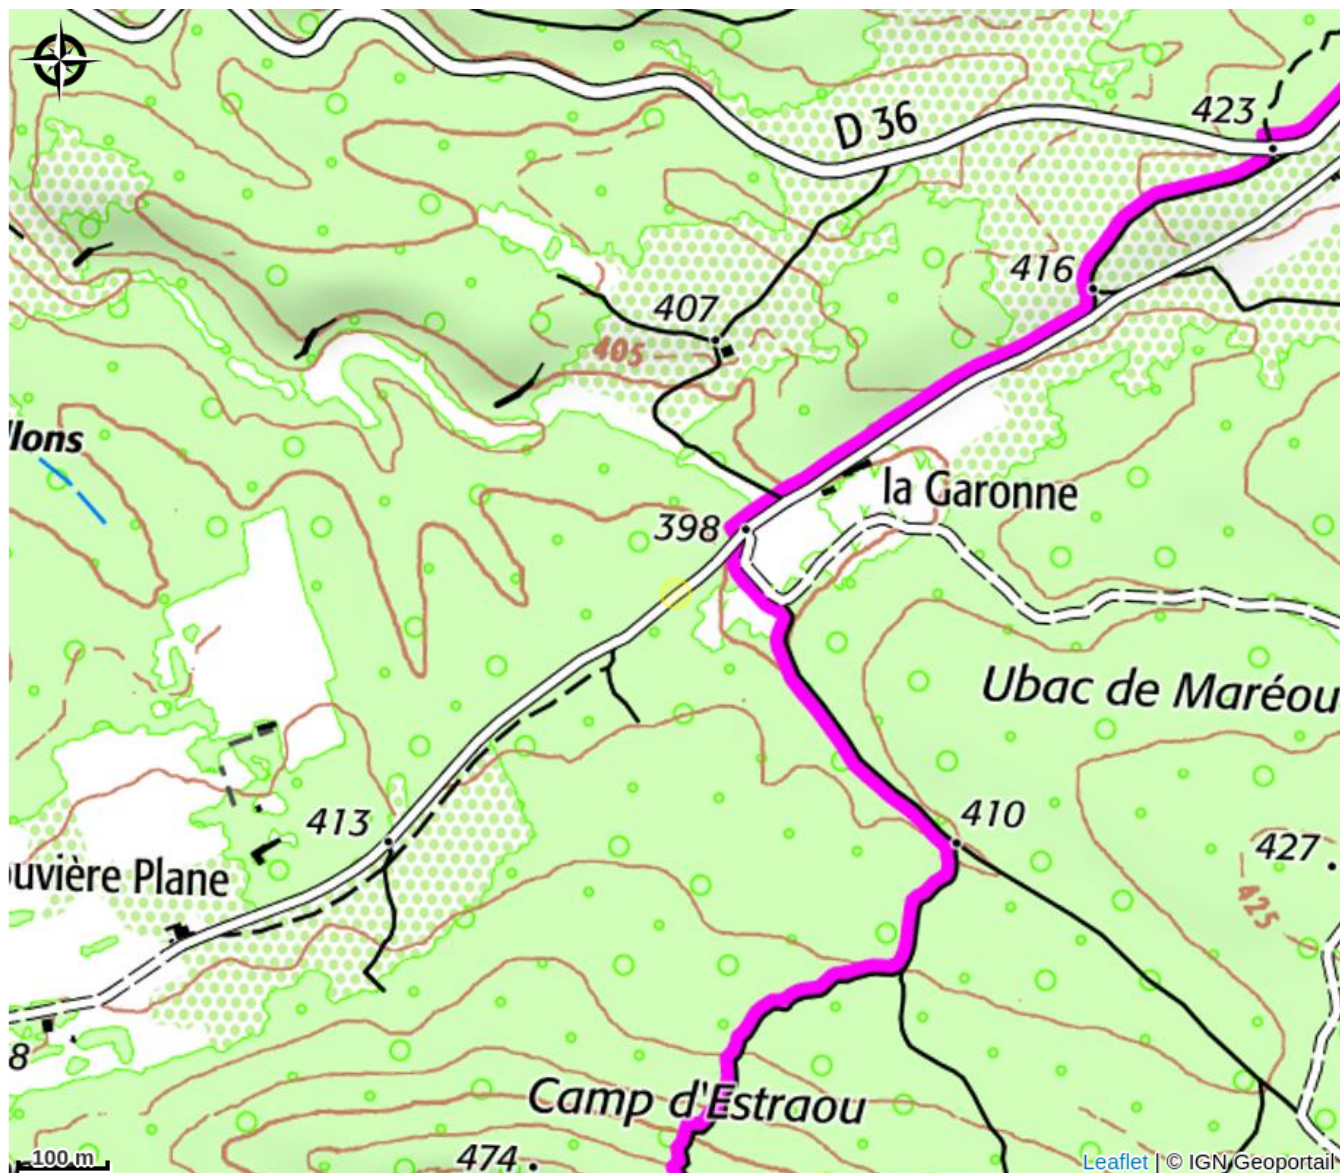 423
D 36
416
407
405
llons
la Garonne
398
Ubac de Maréou
410
413
427
uvière Plane
425
8
Camp d'Estraou
474
100 m
Leaflet | © IGN Geoportail